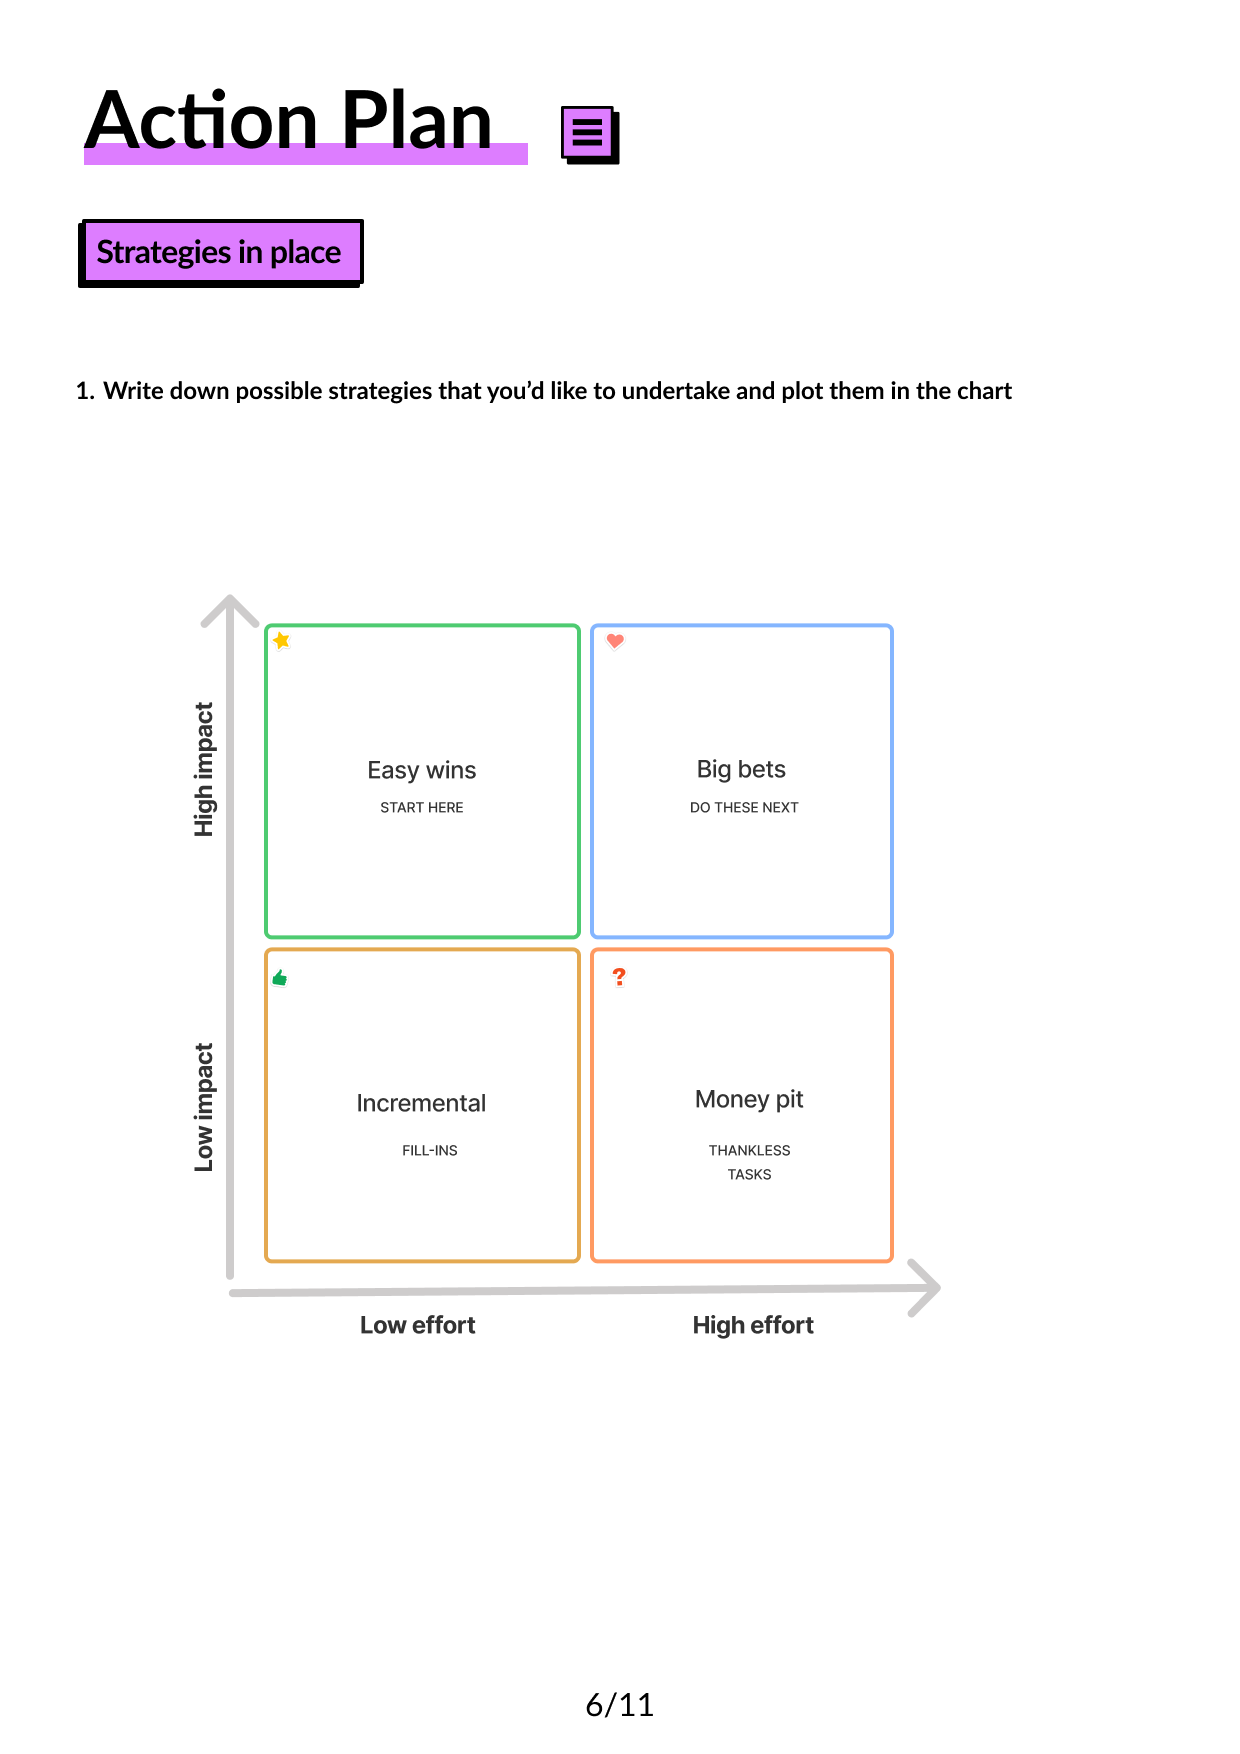 Action Plan
Strategies in place
1. Write down possible strategies that you’d like to undertake and plot them in the chart
High impact
Easy wins
START HERE
Big bets
DO THESE NEXT
Low impact
Incremental
FILL-INS
?
Money pit
THANKLESS
TASKS
Low effort
High effort
6/11